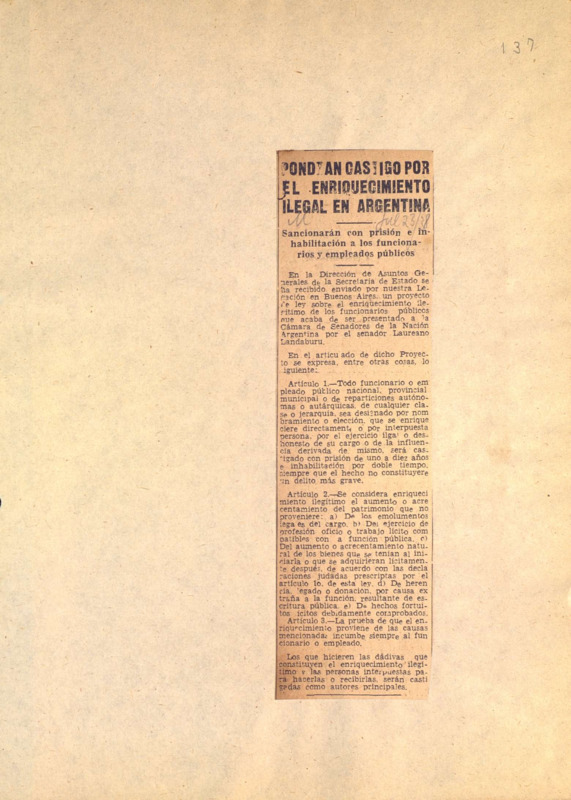 137
PONDRAN CASTIGO POR
EL ENRIQUECIMIENTO
ILEGAL EN ARGENTINA
M Jul 23/38
Sancionarán con prisión e in-
habilitación a los funciona-
rios y empleados públicos
En la Dirección de Asuntos Ge-
nerales de la Secretaría de Estado se
ha recibido, enviado por nuestra Le-
gación en Buenos Aires, un proyecto
de ley sobre el enriquecimiento ile-
gítimo de los funcionarios públicos
que acaba de ser presentado a la
Cámara de Senadores de la Nación
Argentina por el senador Laureano
Landaburu.
En el articulado de dicho Proyec-
to se expresa, entre otras cosas, lo
siguiente:
Artículo 1.—Todo funcionario o em
pleado público nacional, provincial
municipal o de reparticiones autóno-
mas o autárquicas, de cualquier cla-
se o jerarquía, sea designado por nom
bramiento o elección, que se enrique
ciere directamente o por interpuesta
persona, por el ejercicio ilgal o des-
honesto de su cargo o de la influen-
cia derivada de mismo, será cas-
tigado con prisión de uno a diez años
e inhabilitación por doble tiempo,
siempre que el hecho no constituyere
un delito más grave.
Artículo 2.—Se considera enriqueci
miento ilegítimo el aumento o acre
centamiento del patrimonio que no
proveniere: a) De los emolumentos
legales del cargo. b) Del ejercicio de
profesión oficio o trabajo lícito com
patibles con a función pública. c)
Del aumento o acrecentamiento natu-
ral de los bienes que se tenían al ini-
ciarla o que se adquirieran lícitamen-
te después, de acuerdo con las decla
raciones juradas prescriptas por el
artículo 10, de esta ley. d) De heren
cia, legado o donación, por causa ex
traña a la función, resultante de es-
critura pública. e) De hechos fortui-
tos lícitos debidamente comprobados.
Artículo 3.—La prueba de que el en-
riquecimiento proviene de las causas
mencionadas incumbe siempre al fun
cionario o empleado.
Los que hicieren las dádivas que
constituyen el enriquecimiento ilegí-
timo y las personas interpuestas pa-
ra hacerlas o recibirlas, serán casti
gadas como autores principales.